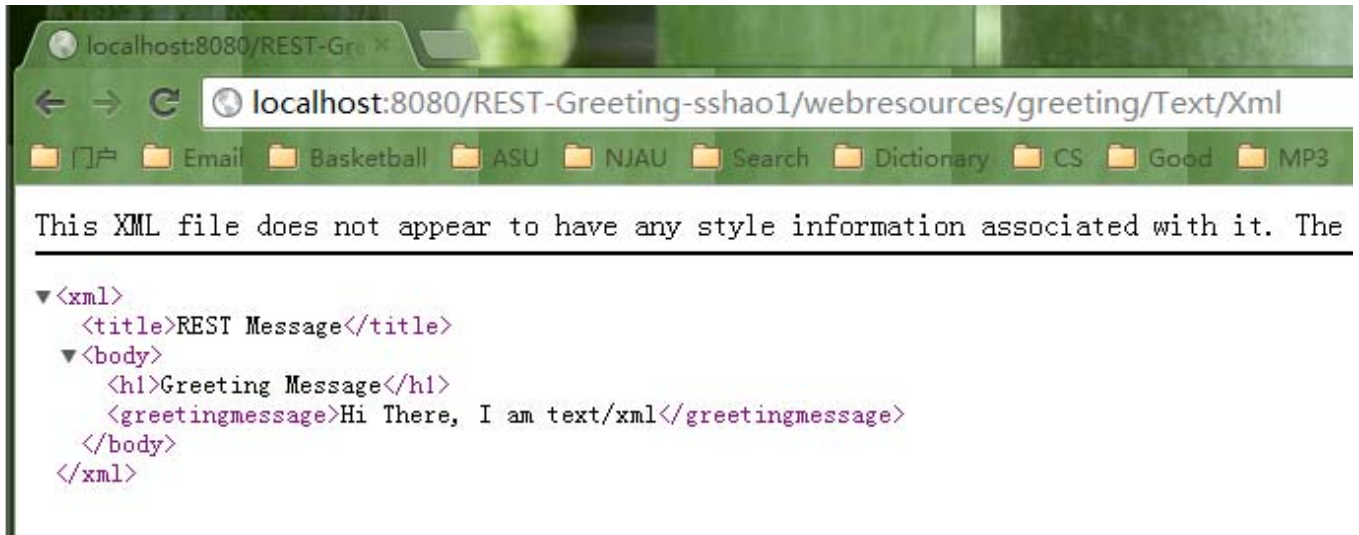 localhost:8080/REST-Gre
localhost:8080/REST-Greeting-sshao1/webresources/greeting/Text/Xml
门户 Email Basketball ASU NJAU Search Dictionary CS Good MP3
This XML file does not appear to have any style information associated with it. The
<xml>
<title>REST Message</title>
<body>
<h1>Greeting Message</h1>
<greetingmessage>Hi There, I am text/xml</greetingmessage>
</body>
</xml>